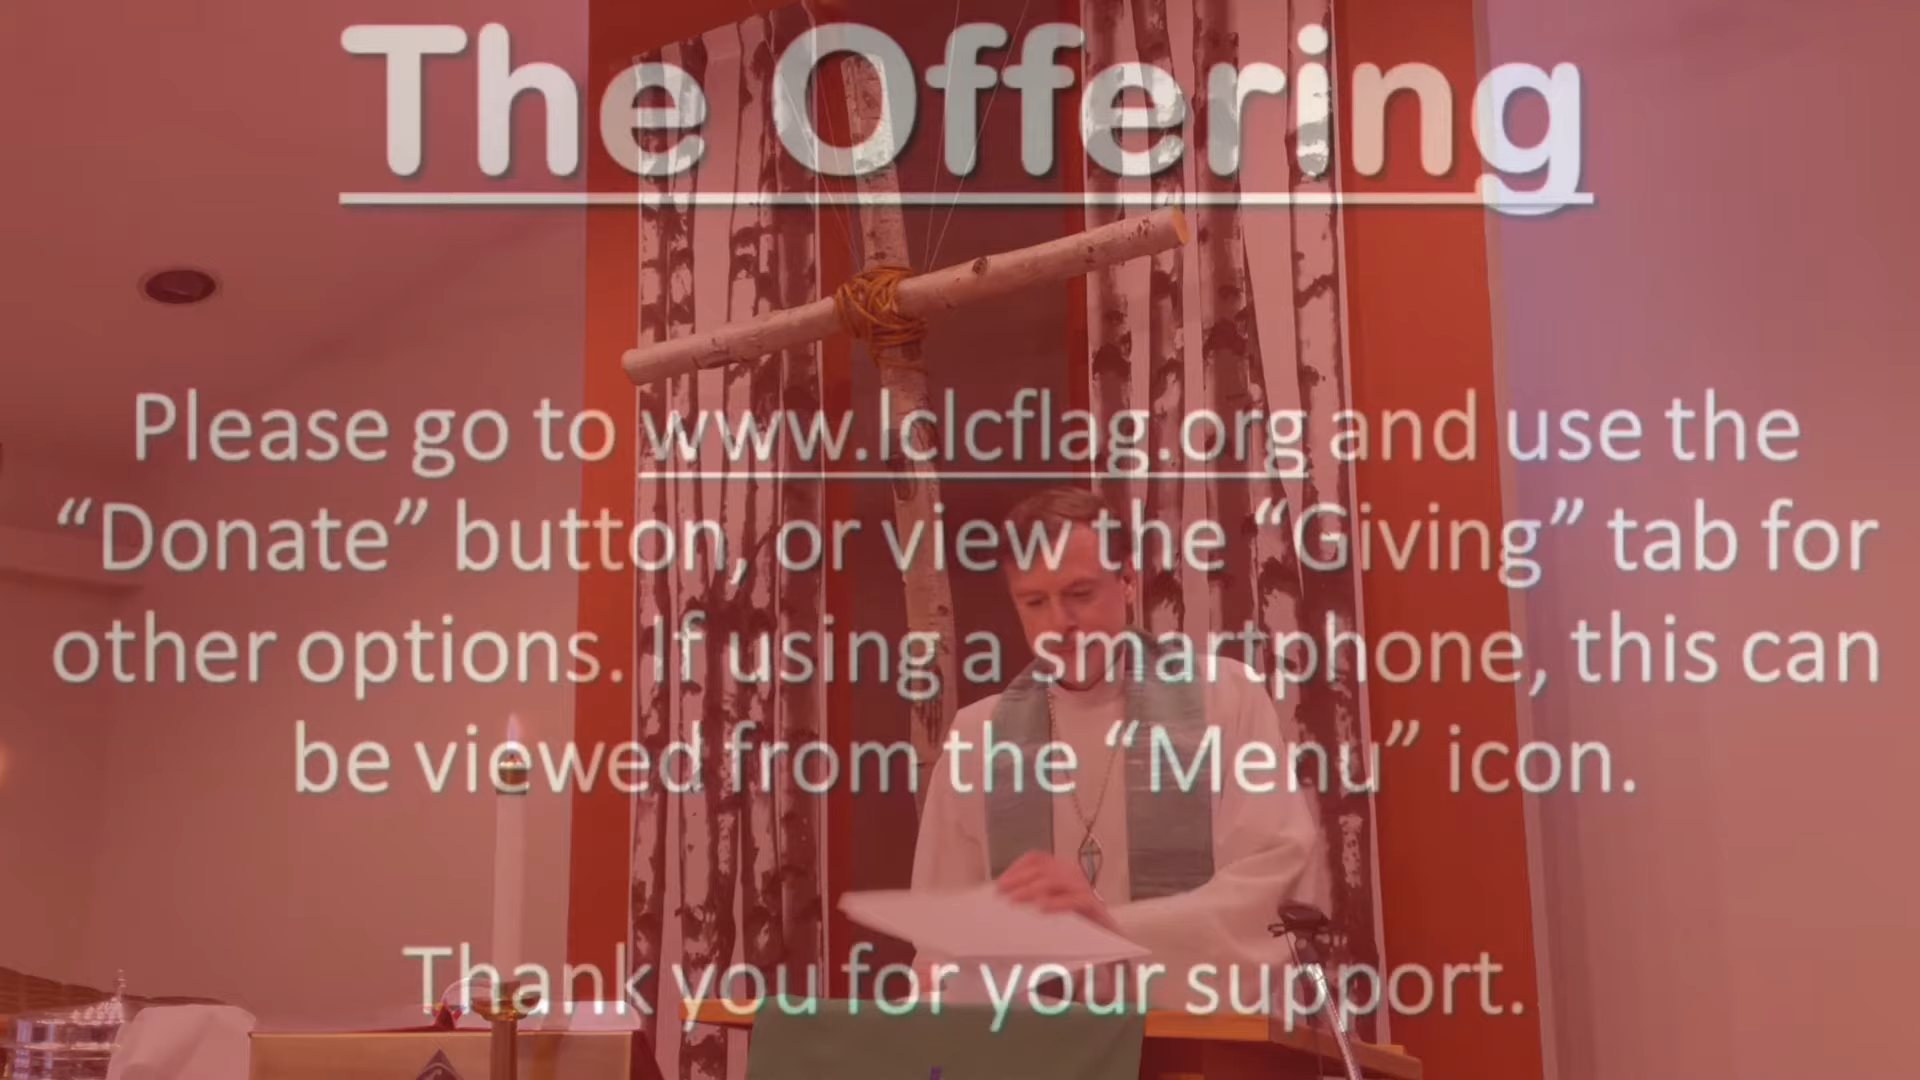 The Offering
Please go to www.lclcflag.org and use the
“Donate” button, or view the “Giving” tab for
other options. If using a smartphone, this can
be viewed from the “Menu” icon.
Thank you for your support.